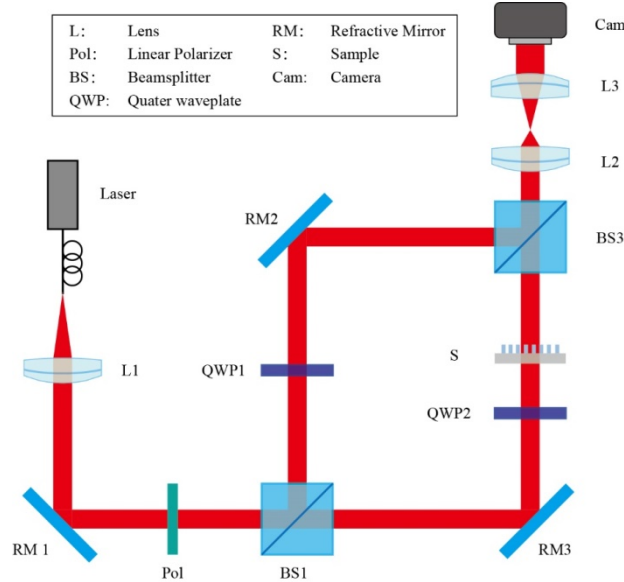 L: Lens RM: Refractive Mirror
Pol: Linear Polarizer S: Sample
BS: Beamsplitter Cam: Camera
QWP: Quater waveplate
Cam
L3
L2
Laser
RM2
BS3
L1
QWP1
S
QWP2
RM 1
Pol
BS1
RM3